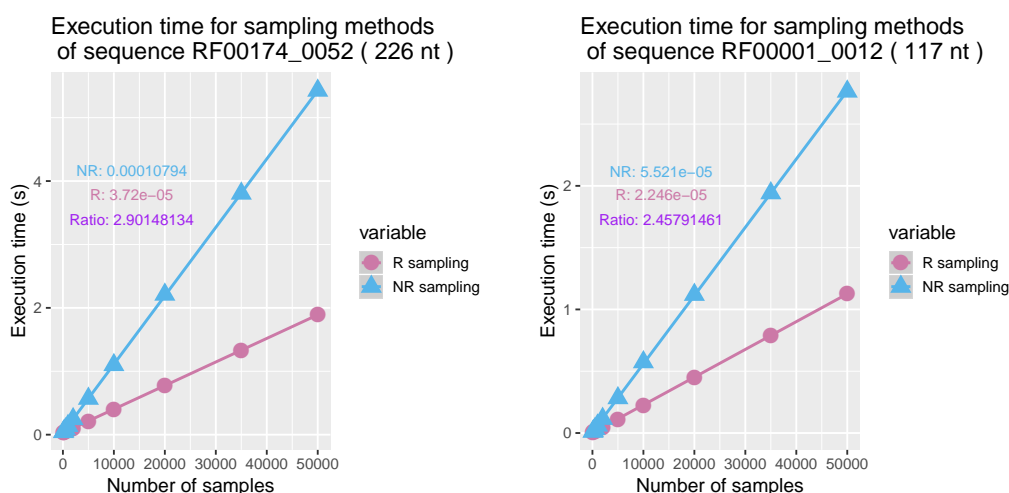 Execution time for sampling methods
of sequence RF00174_0052 ( 226 nt )
Execution time (s)
4
2
0
NR: 0.00010794
R: 3.72e−05
Ratio: 2.90148134
variable
R sampling
NR sampling
0 10000 20000 30000 40000 50000
Number of samples
Execution time for sampling methods
of sequence RF00001_0012 ( 117 nt )
Execution time (s)
2
1
0
NR: 5.521e−05
R: 2.246e−05
Ratio: 2.45791461
variable
R sampling
NR sampling
0 10000 20000 30000 40000 50000
Number of samples